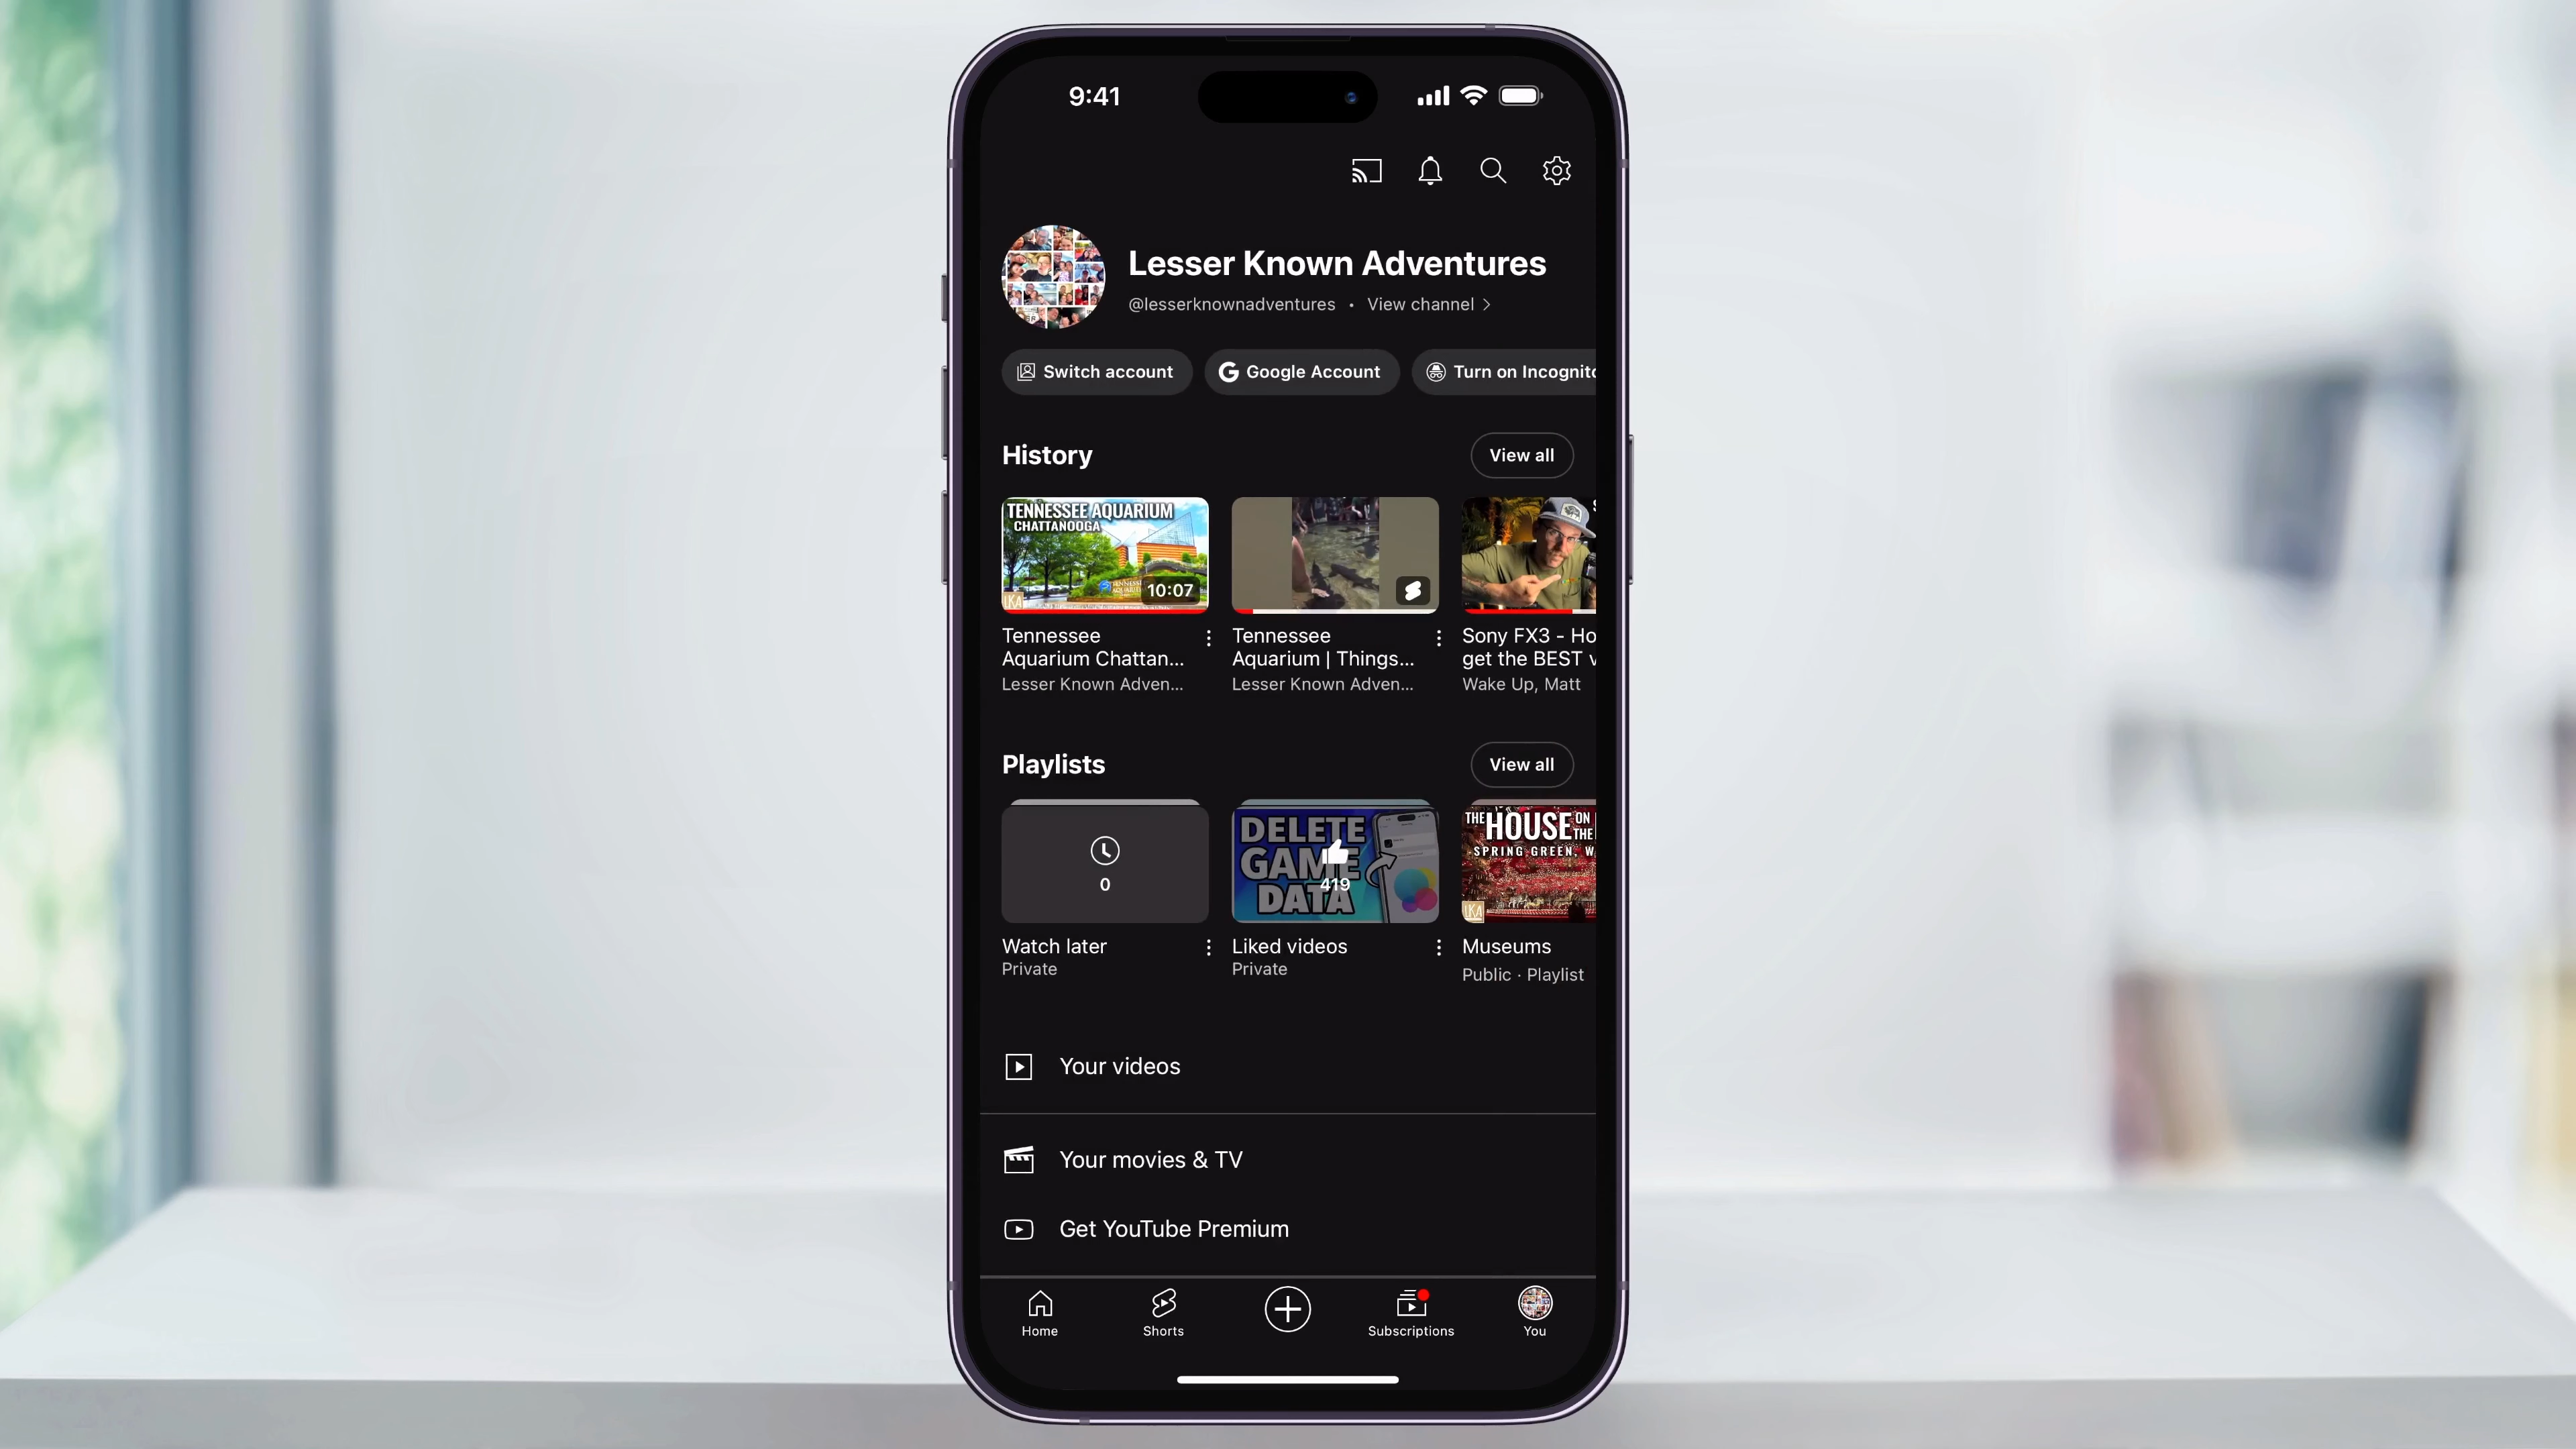 9:41
Lesser Known Adventures
@lesserknownadventures • View channel
Switch account
Google Account
Turn on Incognito
History
View all
TENNESSEE AQUARIUM
CHATTANOOGA
LKA
10:07
Tennessee
Aquarium Chattan...
Lesser Known Adven...
Tennessee
Aquarium | Things...
Lesser Known Adven...
Sony FX3 - Ho
get the BEST v
Wake Up, Matt
Playlists
View all
0
Watch later
Private
DELETE
GAME
DATA
419
Liked videos
Private
THE HOUSE ON THE
-SPRING GREEN, W
LKA
Museums
Public · Playlist
Your videos
Your movies & TV
Get YouTube Premium
Home
Shorts
Subscriptions
You